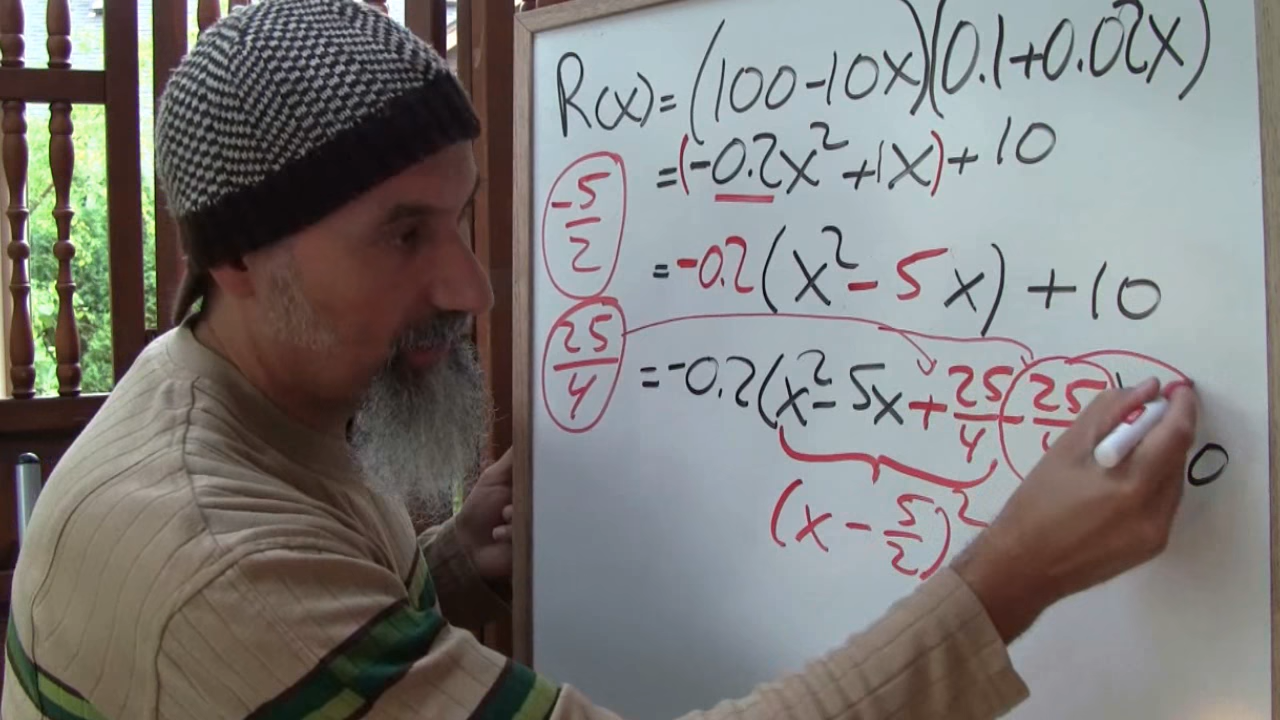 R(x) = (100-10x)(0.1+0.02x)
= (-0.2x² + 1x) + 10
-5/2
= -0.2(x² - 5x) + 10
25/4
= -0.2(x² - 5x + 25/4 - 25
0
(x - 5/2)²